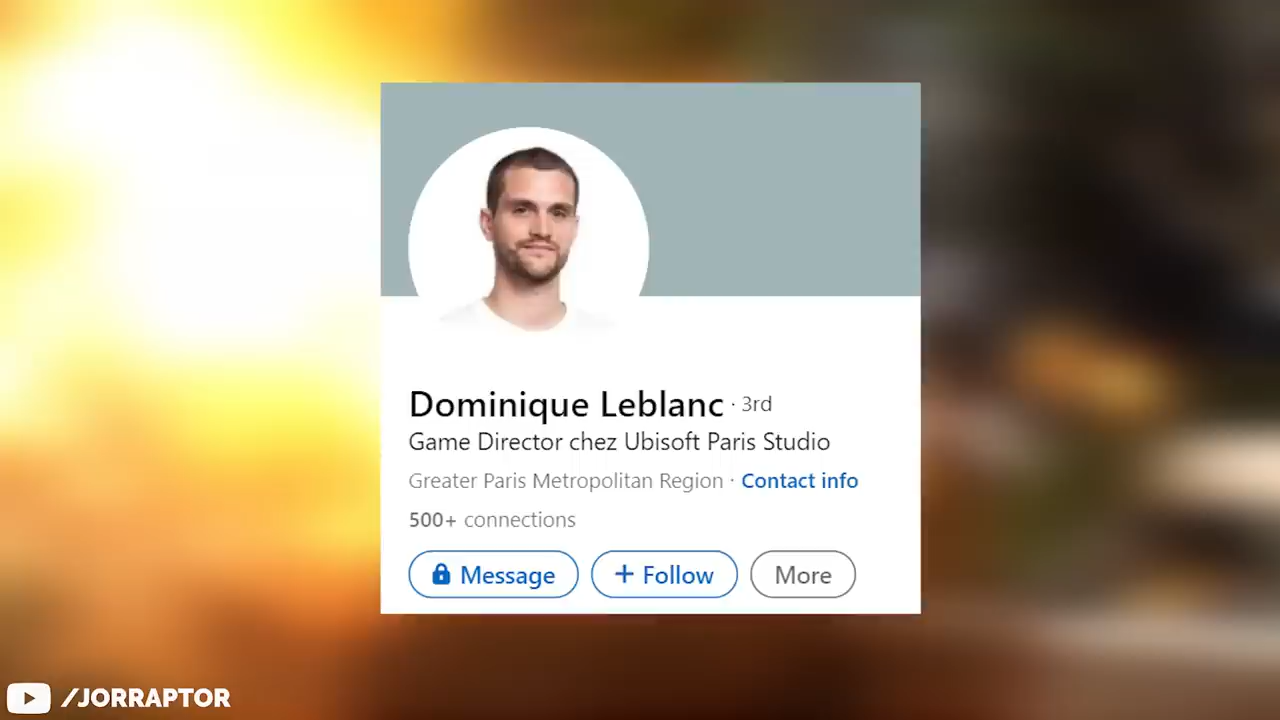 Dominique Leblanc · 3rd
Game Director chez Ubisoft Paris Studio
Greater Paris Metropolitan Region · Contact info
500+ connections
Message + Follow More
/JORRAPTOR